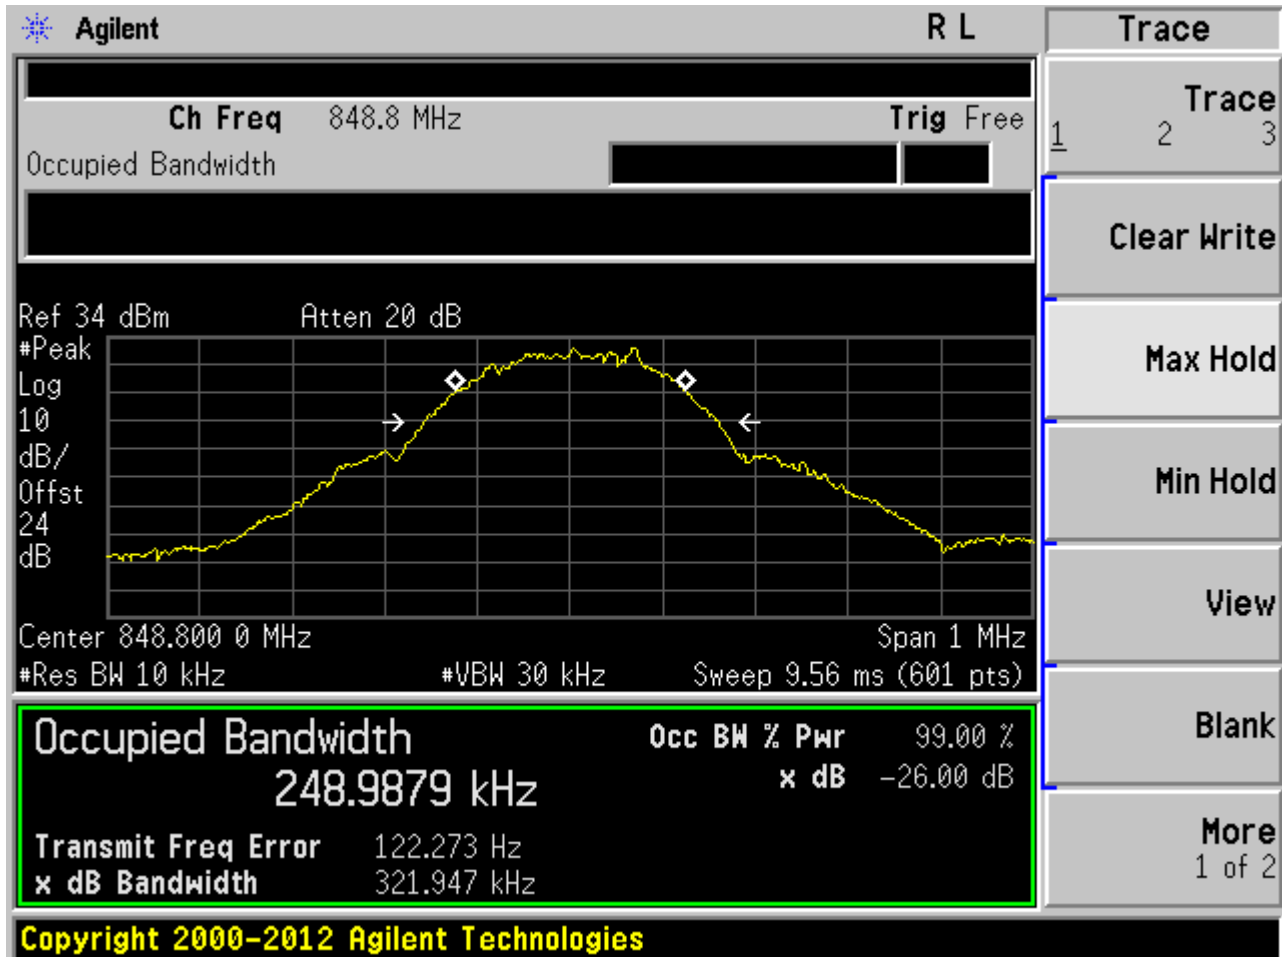 Agilent R L Trace
Ch Freq 848.8 MHz Trig Free
Trace
1 2 3
Occupied Bandwidth
Clear Write
Ref 34 dBm Atten 20 dB
#Peak
Log
10
dB/
Offst
24
dB
Max Hold
Min Hold
View
Center 848.800 0 MHz Span 1 MHz
#Res BW 10 kHz #VBW 30 kHz Sweep 9.56 ms (601 pts)
Occupied Bandwidth
248.9879 kHz
Occ BW % Pwr 99.00 %
x dB -26.00 dB
Blank
Transmit Freq Error 122.273 Hz
x dB Bandwidth 321.947 kHz
More
1 of 2
Copyright 2000-2012 Agilent Technologies